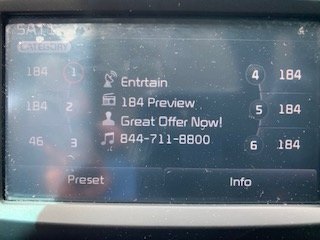 SAT
CATEGORY
184 1
Entrtain
4 184
184 2
184 Preview
Great Offer Now!
5 184
46 3
844-711-8800
6 184
Preset
Info